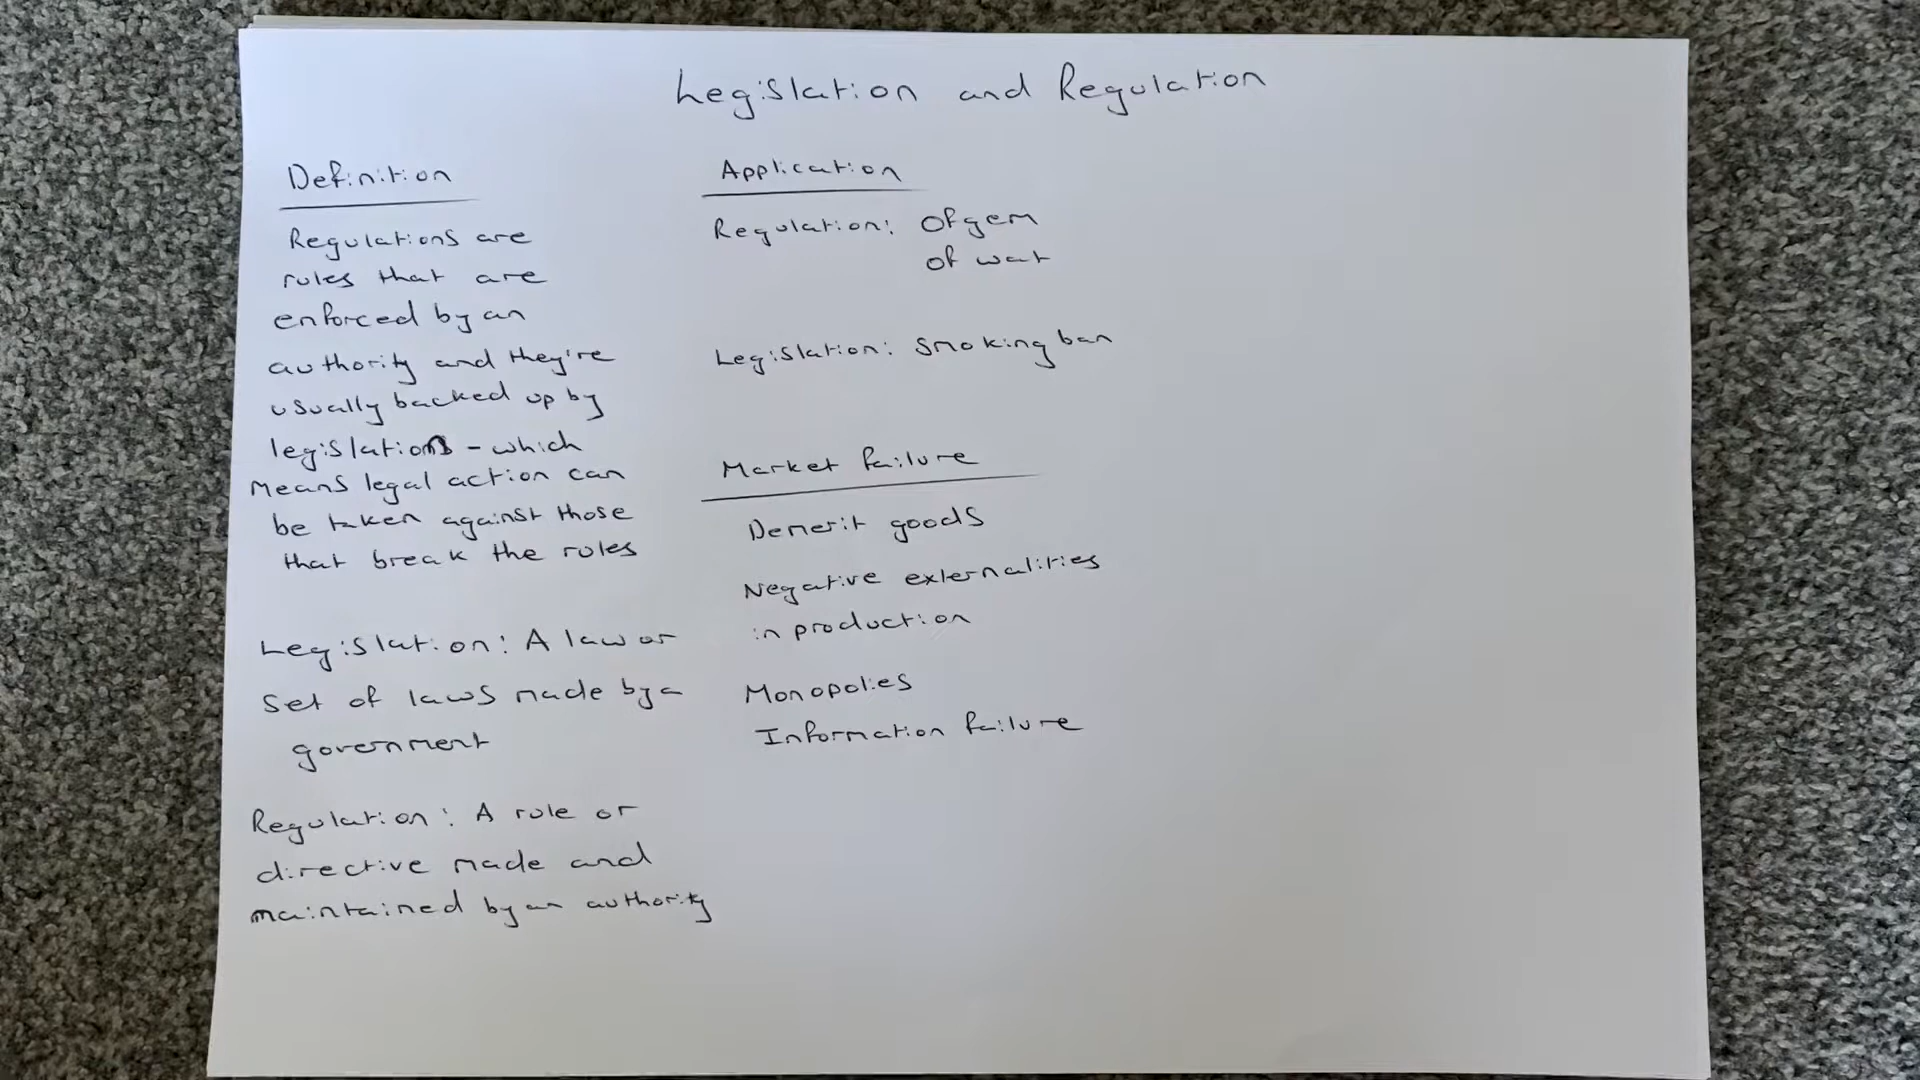 Legislation and Regulation
Definition
Regulations are
rules that are
enforced by an
authority and they're
usually backed up by
legislation - which
means legal action can
be taken against those
that break the rules
Legislation: A law or
set of laws made by a
government
Regulation: A rule or
directive made and
maintained by an authority
Application
Regulation: Ofgem
of wat
Legislation: Smoking ban
Market failure
Demerit goods
Negative externalities
in production
Monopolies
Information failure